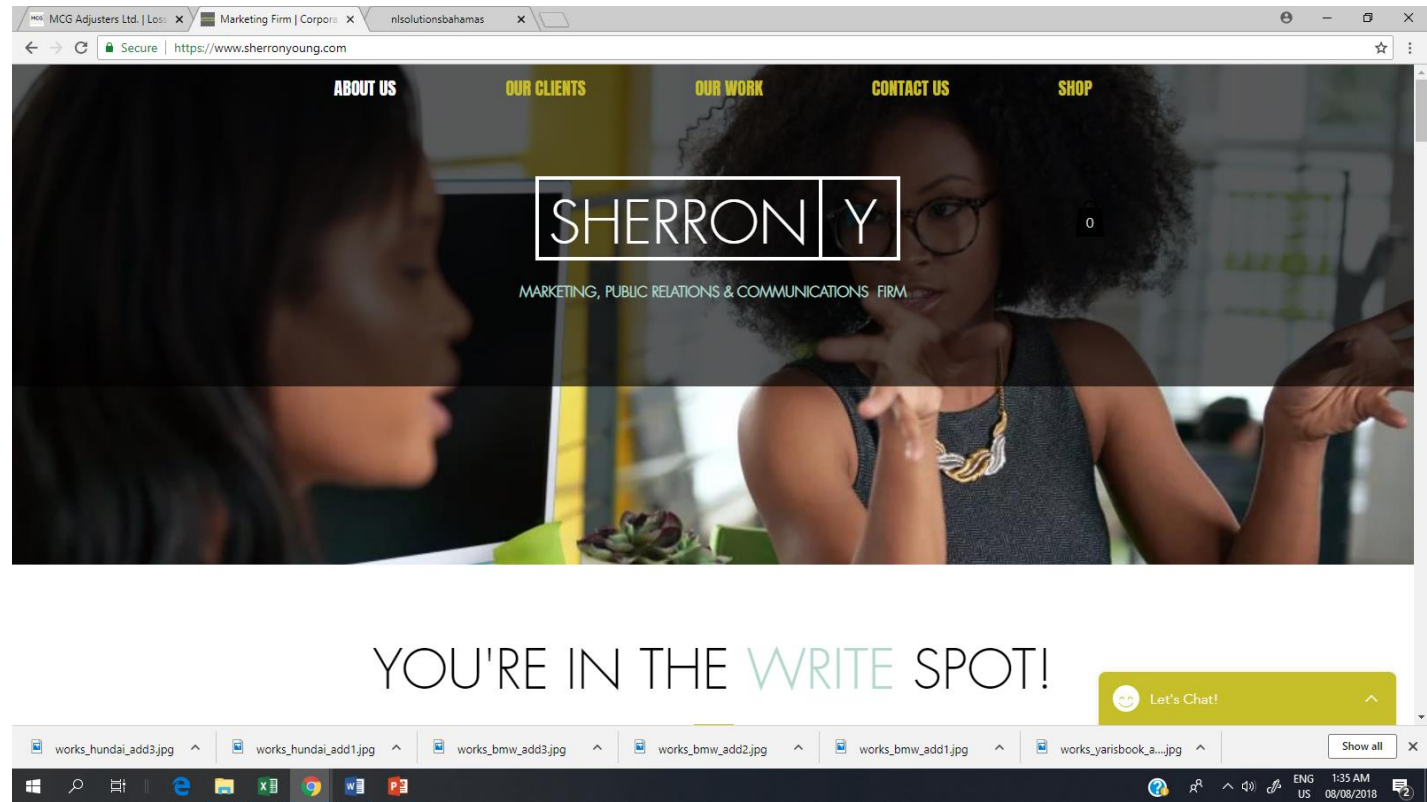 MCG MCG Adjusters Ltd. | Loss
Marketing Firm | Corpora
nlsolutionsbahamas
Secure | https://www.sherronyoung.com
ABOUT US OUR CLIENTS OUR WORK CONTACT US SHOP
SHERRON Y
0
MARKETING, PUBLIC RELATIONS & COMMUNICATIONS FIRM
YOU'RE IN THE WRITE SPOT!
Let's Chat!
works_hundai_add3.jpg works_hundai_add1.jpg works_bmw_add3.jpg works_bmw_add2.jpg works_bmw_add1.jpg works_yarisbook_a....jpg Show all
ENG 1:35 AM
US 08/08/2018 2